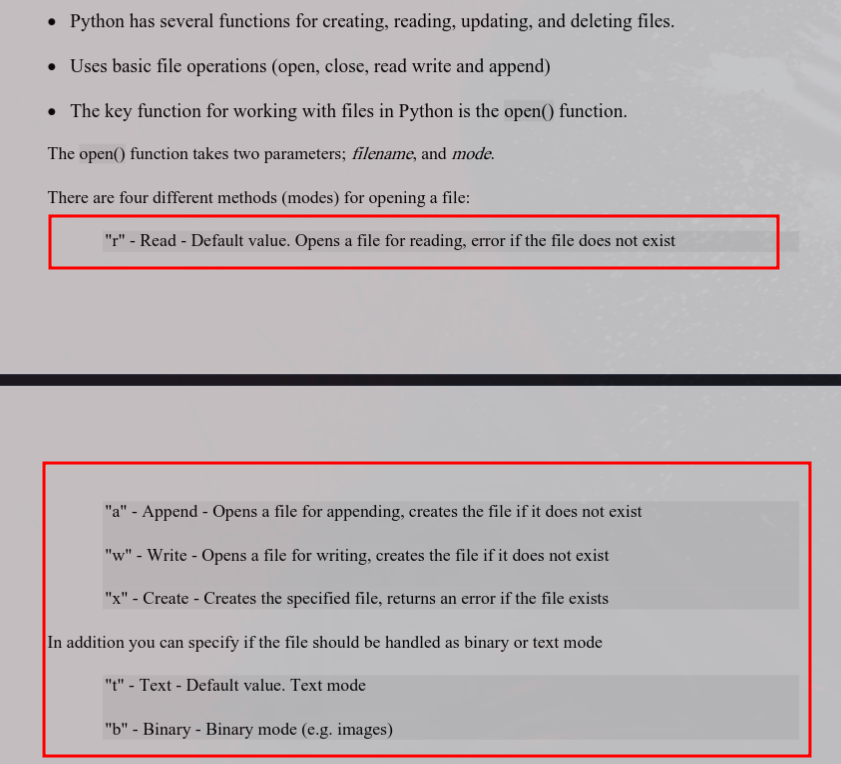 • Python has several functions for creating, reading, updating, and deleting files.
• Uses basic file operations (open, close, read write and append)
• The key function for working with files in Python is the open() function.
The open() function takes two parameters; filename, and mode.
There are four different methods (modes) for opening a file:
"r" - Read - Default value. Opens a file for reading, error if the file does not exist
"a" - Append - Opens a file for appending, creates the file if it does not exist
"w" - Write - Opens a file for writing, creates the file if it does not exist
"x" - Create - Creates the specified file, returns an error if the file exists
In addition you can specify if the file should be handled as binary or text mode
"t" - Text - Default value. Text mode
"b" - Binary - Binary mode (e.g. images)